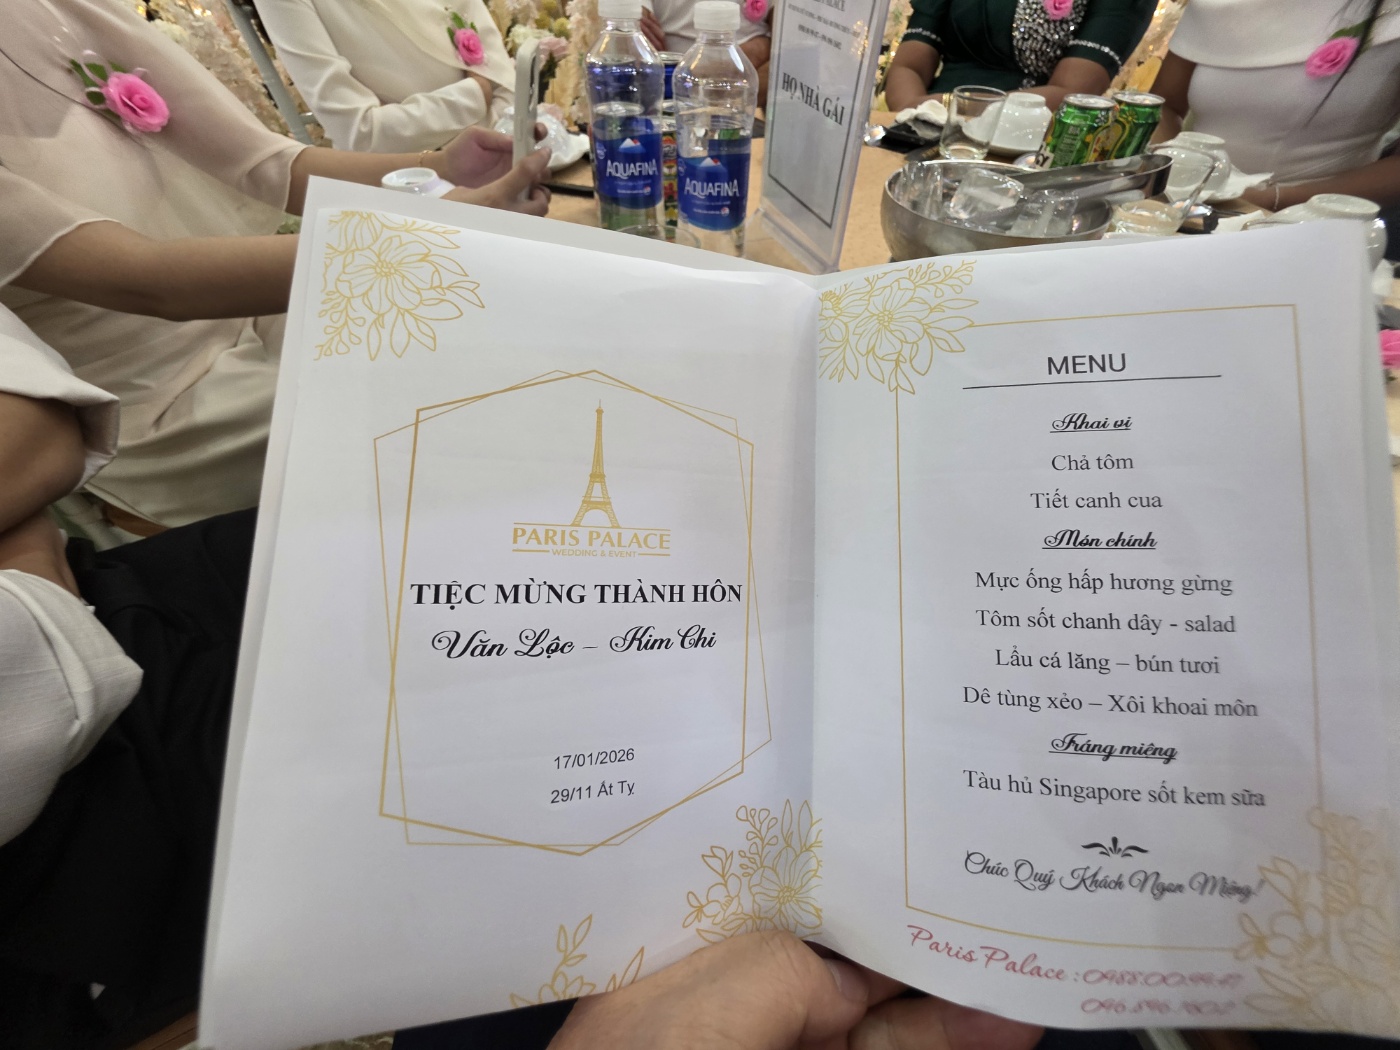 HỌ NHÀ GÁI
AQUAFINA
AQUAFINA
PARIS PALACE
WEDDING & EVENT
TIỆC MỪNG THÀNH HÔN
Văn Lộc – Kim Chi
17/01/2026
29/11 Ất Tỵ
MENU
Khai vị
Chả tôm
Tiết canh cua
Món chính
Mực ống hấp hương gừng
Tôm sốt chanh dây - salad
Lẩu cá lăng – bún tươi
Dê tùng xẻo – Xôi khoai môn
Tráng miệng
Tàu hủ Singapore sốt kem sữa
Chúc Quý Khách Ngon Miệng!
Paris Palace :